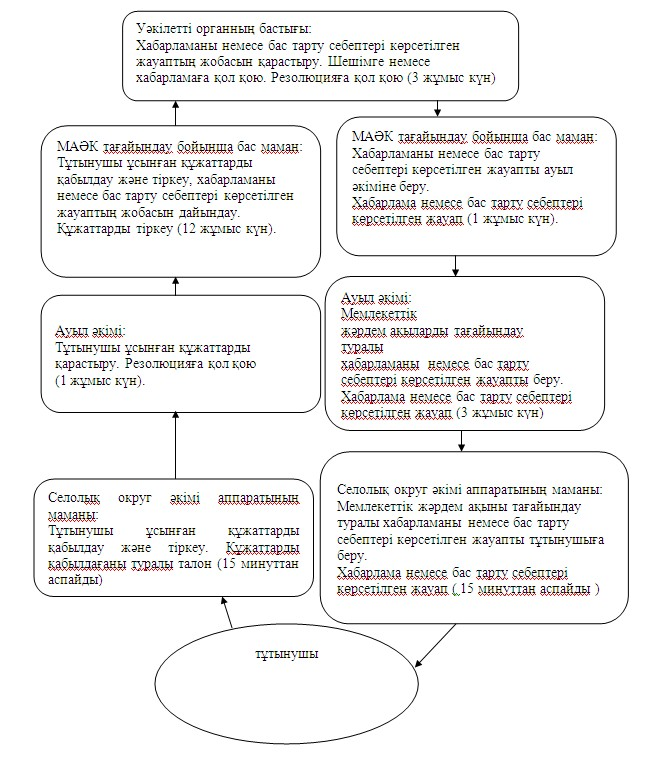 Уәкілетті органның бастығы:
Хабарламаны немесе бас тарту себептері көрсетілген
жауаптың жобасын қарастыру. Шешімге немесе
хабарламаға қол қою. Резолюцияға қол қою (3 жұмыс күн)
МАӘК тағайындау бойынша бас маман:
Тұтынушы ұсынған құжаттарды
қабылдау және тіркеу, хабарламаны
немесе бас тарту себептері көрсетілген
жауаптың жобасын дайындау.
Құжаттарды тіркеу (12 жұмыс күн).
МАӘК тағайындау бойынша бас маман:
Хабарламаны немесе бас тарту
себептері көрсетілген жауапты ауыл
әкіміне беру.
Хабарлама немесе бас тарту себептері
көрсетілген жауап (1 жұмыс күн).
Ауыл әкімі:
Тұтынушы ұсынған құжаттарды
қарастыру. Резолюцияға қол қою
(1 жұмыс күн).
Ауыл әкімі:
Мемлекеттік
жәрдем ақыларды тағайындау
туралы
хабарламаны немесе бас тарту
себептері көрсетілген жауапты беру.
Хабарлама немесе бас тарту себептері
көрсетілген жауап (3 жұмыс күн)
Селолық округ әкімі аппаратының
маманы:
Тұтынушы ұсынған құжаттарды
қабылдау және тіркеу. Құжаттарды
қабылдағаны туралы талон (15 минуттан
аспайды)
Селолық округ әкімі аппаратының маманы:
Мемлекеттік жәрдем ақыны тағайындау
туралы хабарламаны немесе бас тарту
себептері көрсетілген жауапты тұтынушыға
беру.
Хабарлама немесе бас тарту себептері
көрсетілген жауап ( 15 минуттан аспайды )
тұтынушы